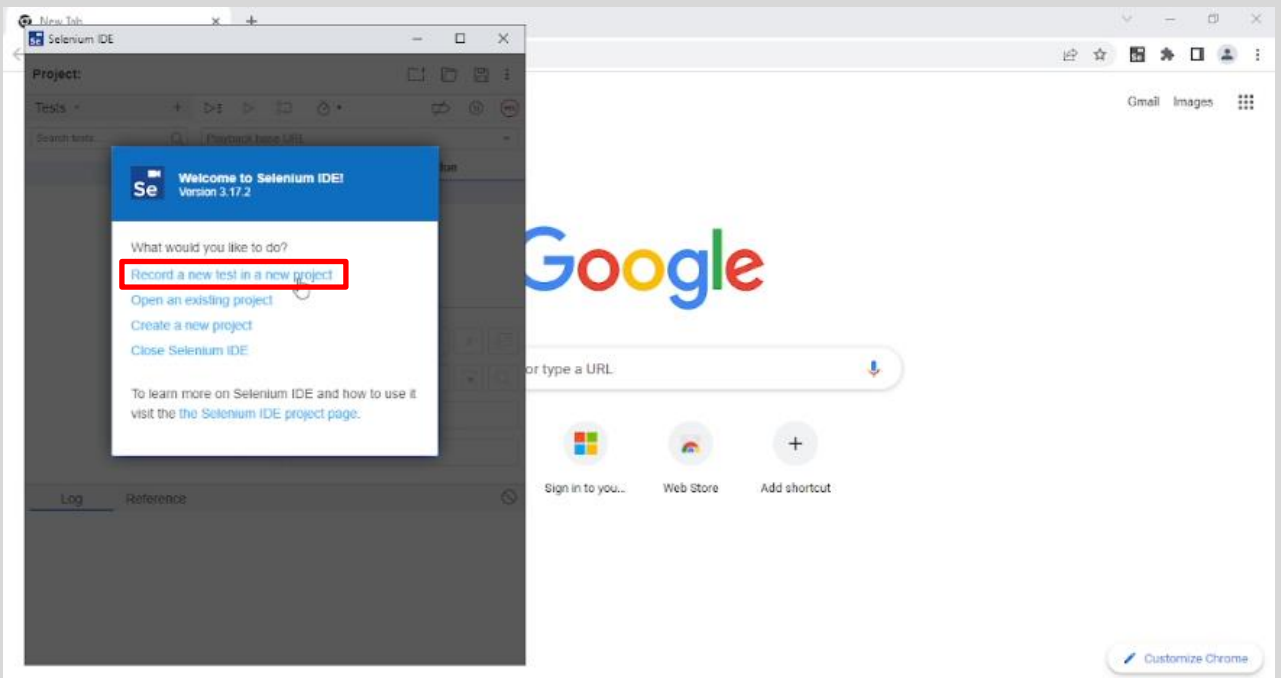 New Tab
Selenium IDE
Project:
Tests
Search tests
Playback base URL
Se
Welcome to Selenium IDE!
Version 3.17.2
What would you like to do?
Record a new test in a new project
Open an existing project
Create a new project
Close Selenium IDE
To learn more on Selenium IDE and how to use it
visit the the Selenium IDE project page.
Log
Reference
Gmail Images
Google
or type a URL
Sign in to you...
Web Store
Add shortcut
Customize Chrome